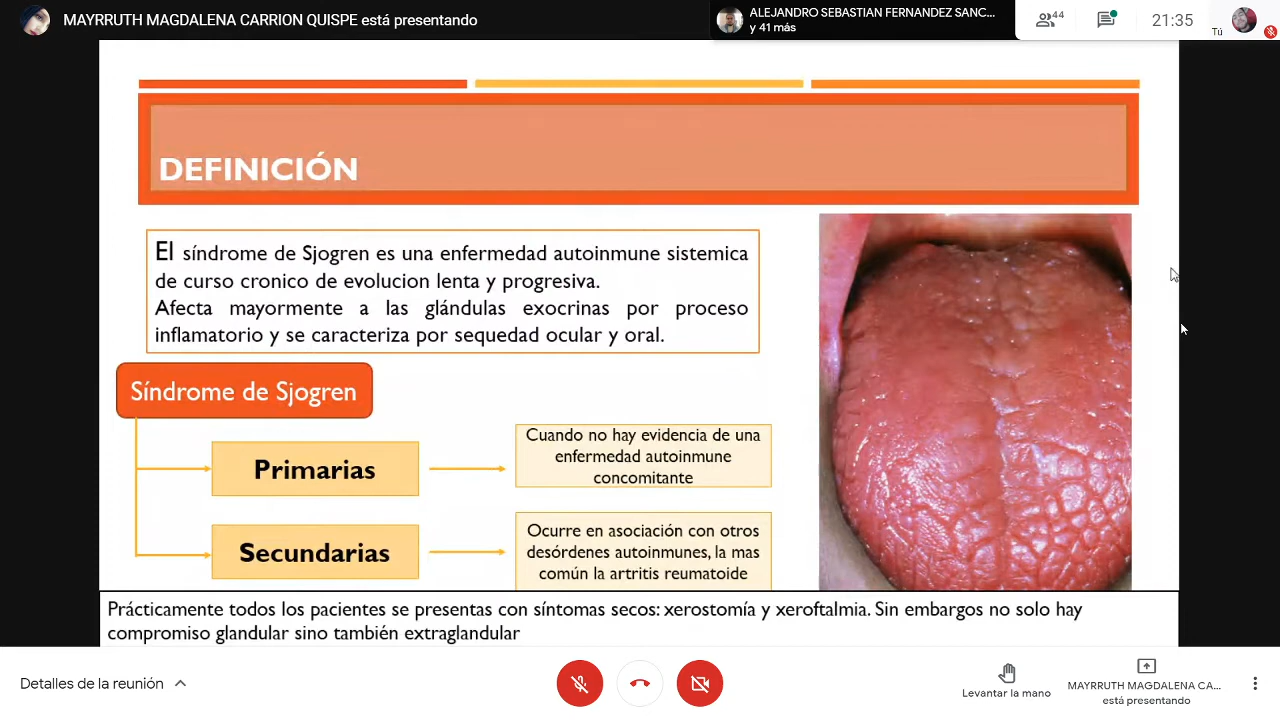 MAYRRUTH MAGDALENA CARRION QUISPE está presentando
ALEJANDRO SEBASTIAN FERNANDEZ SANC...
y 41 más
44
21:35
Tú
DEFINICIÓN
El síndrome de Sjogren es una enfermedad autoinmune sistemica
de curso cronico de evolucion lenta y progresiva.
Afecta mayormente a las glándulas exocrinas por proceso
inflamatorio y se caracteriza por sequedad ocular y oral.
Síndrome de Sjogren
Primarias
Cuando no hay evidencia de una
enfermedad autoinmune
concomitante
Secundarias
Ocurre en asociación con otros
desórdenes autoinmunes, la mas
común la artritis reumatoide
Prácticamente todos los pacientes se presentas con síntomas secos: xerostomía y xeroftalmia. Sin embargos no solo hay
compromiso glandular sino también extraglandular
Detalles de la reunión
Levantar la mano
MAYRRUTH MAGDALENA CA...
está presentando